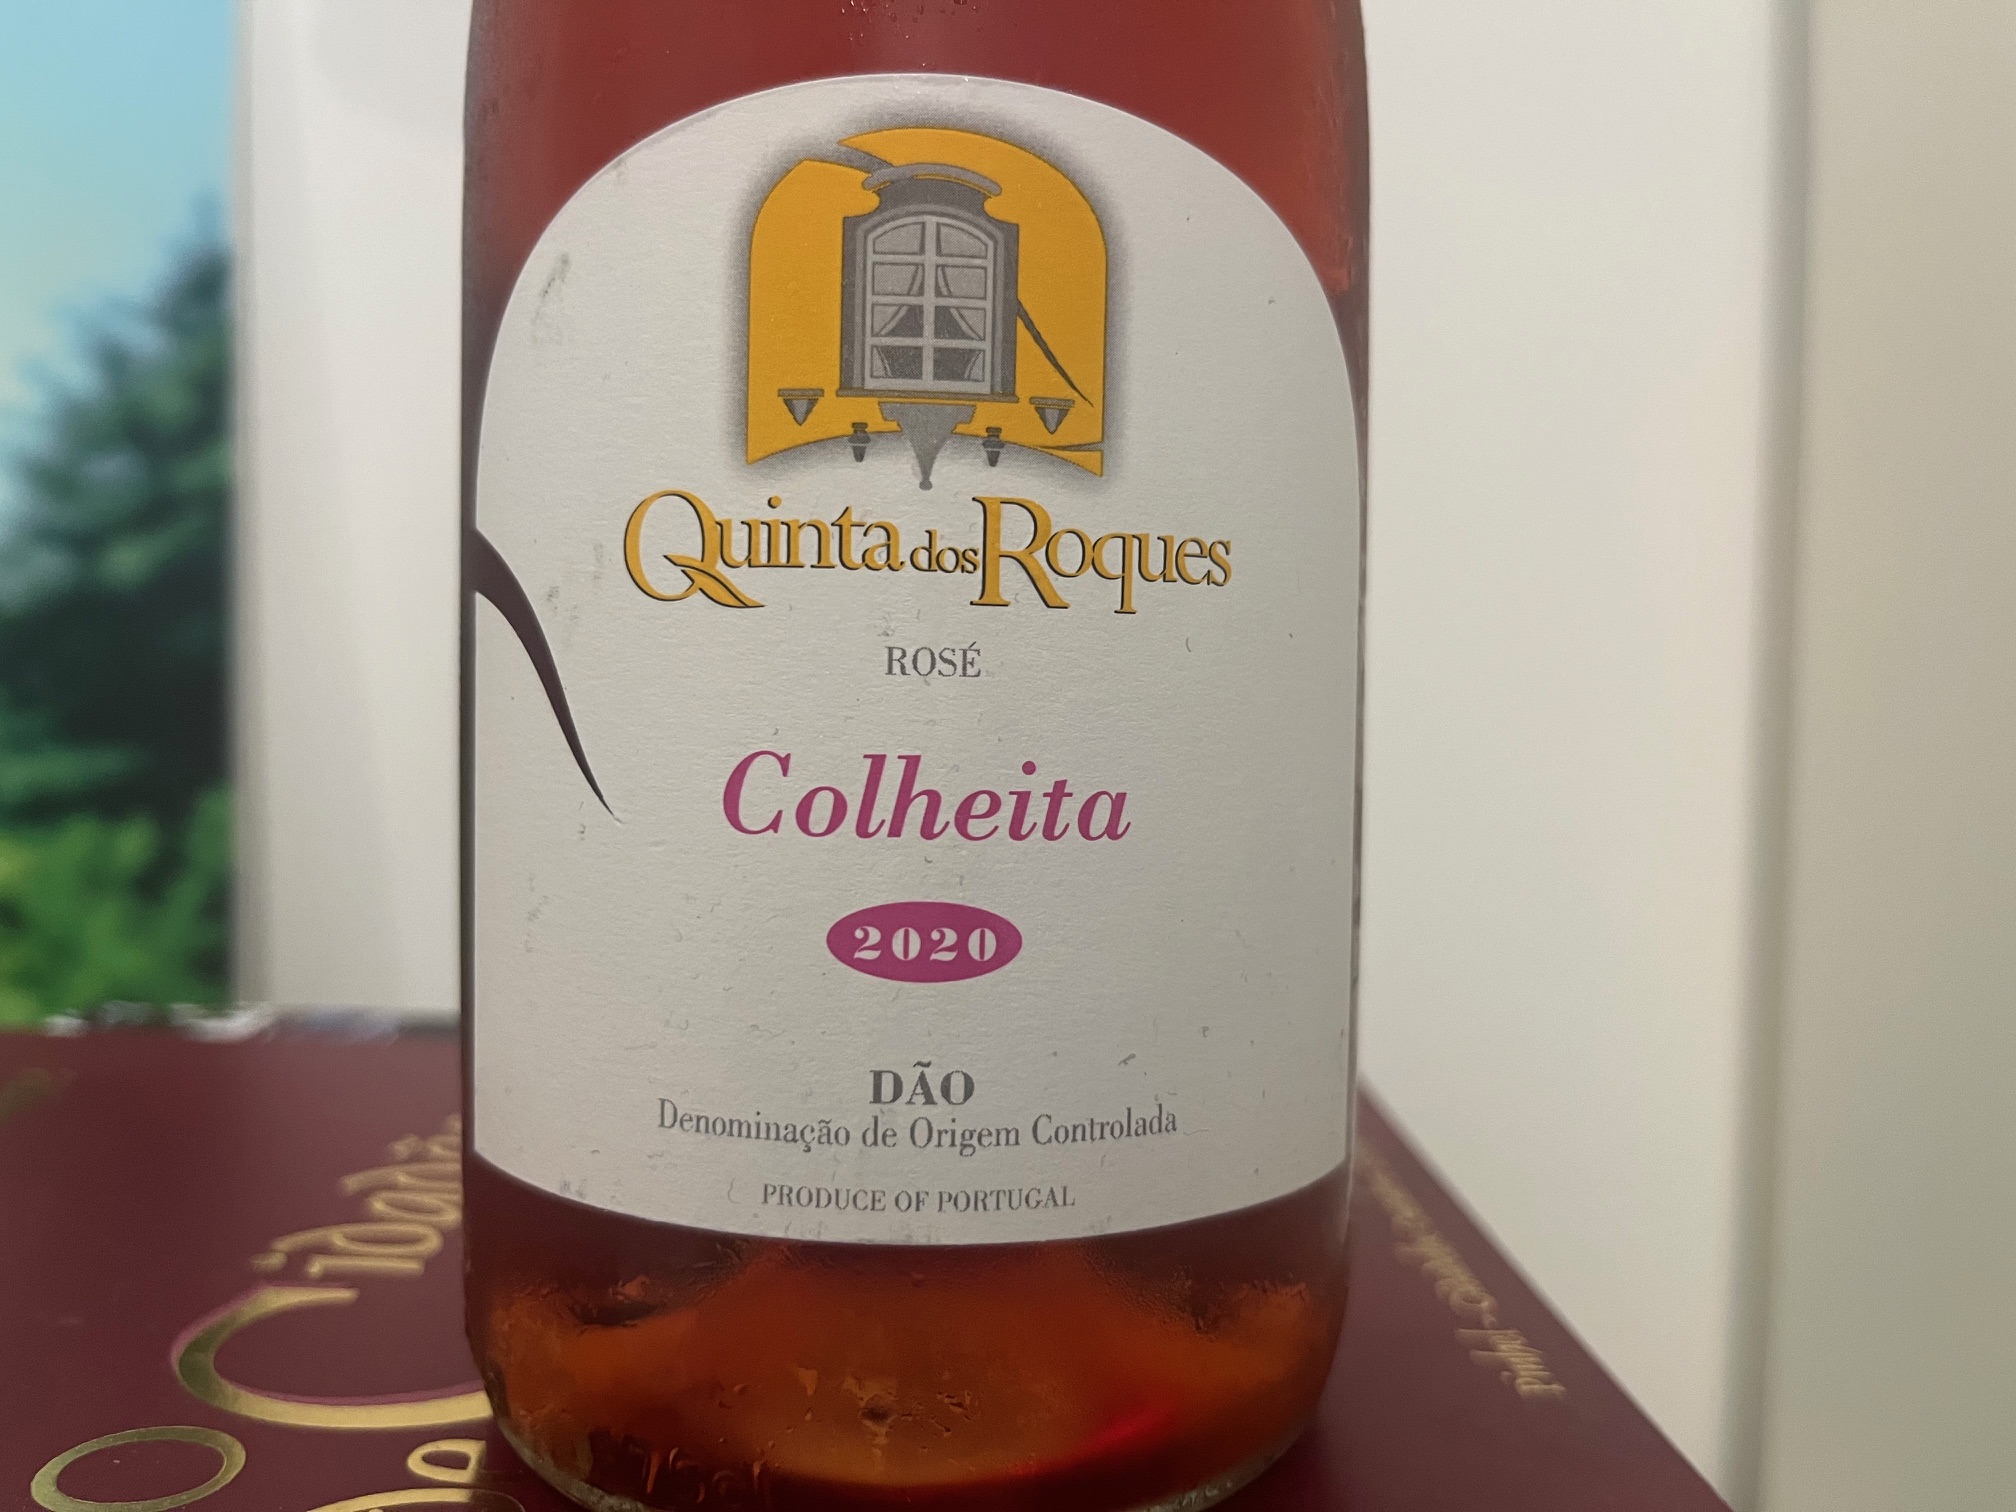 Quinta dos Roques
ROSÉ
Colheita
2020
DÃO
Denominação de Origem Controlada
PRODUCE OF PORTUGAL